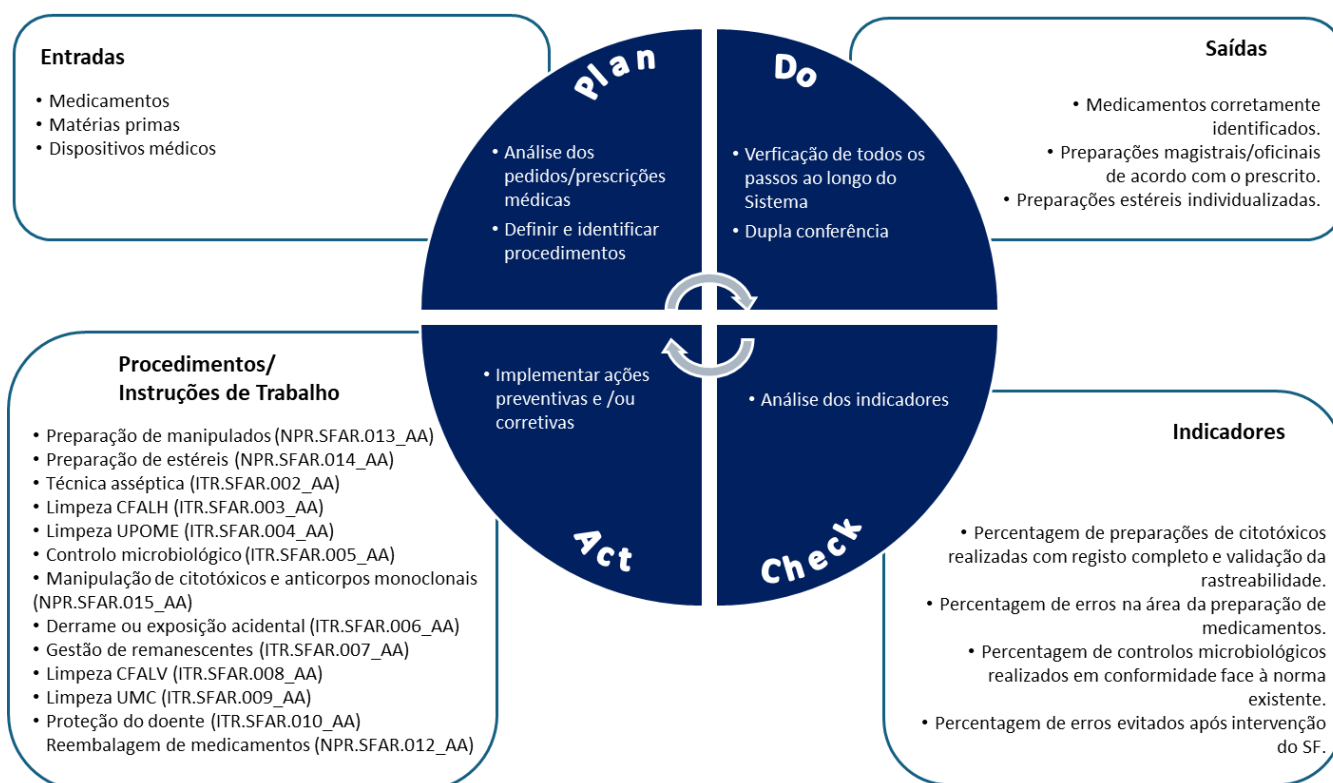 Entradas
• Medicamentos
• Matérias primas
• Dispositivos médicos
Plan
• Análise dos
pedidos/prescrições
médicas
• Definir e identificar
procedimentos
Do
• Verficação de todos os
passos ao longo do
Sistema
• Dupla conferência
Saídas
• Medicamentos corretamente
identificados.
• Preparações magistrais/oficinais
de acordo com o prescrito.
• Preparações estéreis individualizadas.
Procedimentos/
Instruções de Trabalho
• Preparação de manipulados (NPR.SFAR.013_AA)
• Preparação de estéreis (NPR.SFAR.014_AA)
• Técnica asséptica (ITR.SFAR.002_AA)
• Limpeza CFALH (ITR.SFAR.003_AA)
• Limpeza UPOME (ITR.SFAR.004_AA)
• Controlo microbiológico (ITR.SFAR.005_AA)
• Manipulação de citotóxicos e anticorpos monoclonais
(NPR.SFAR.015_AA)
• Derrame ou exposição acidental (ITR.SFAR.006_AA)
• Gestão de remanescentes (ITR.SFAR.007_AA)
• Limpeza CFALV (ITR.SFAR.008_AA)
• Limpeza UMC (ITR.SFAR.009_AA)
• Proteção do doente (ITR.SFAR.010_AA)
Reembalagem de medicamentos (NPR.SFAR.012_AA)
• Implementar ações
preventivas e /ou
corretivas
Act
• Análise dos indicadores
Check
Indicadores
• Percentagem de preparações de citotóxicos
realizadas com registo completo e validação da
rastreabilidade.
• Percentagem de erros na área da preparação de
medicamentos.
• Percentagem de controlos microbiológicos
realizados em conformidade face à norma
existente.
• Percentagem de erros evitados após intervenção
do SF.